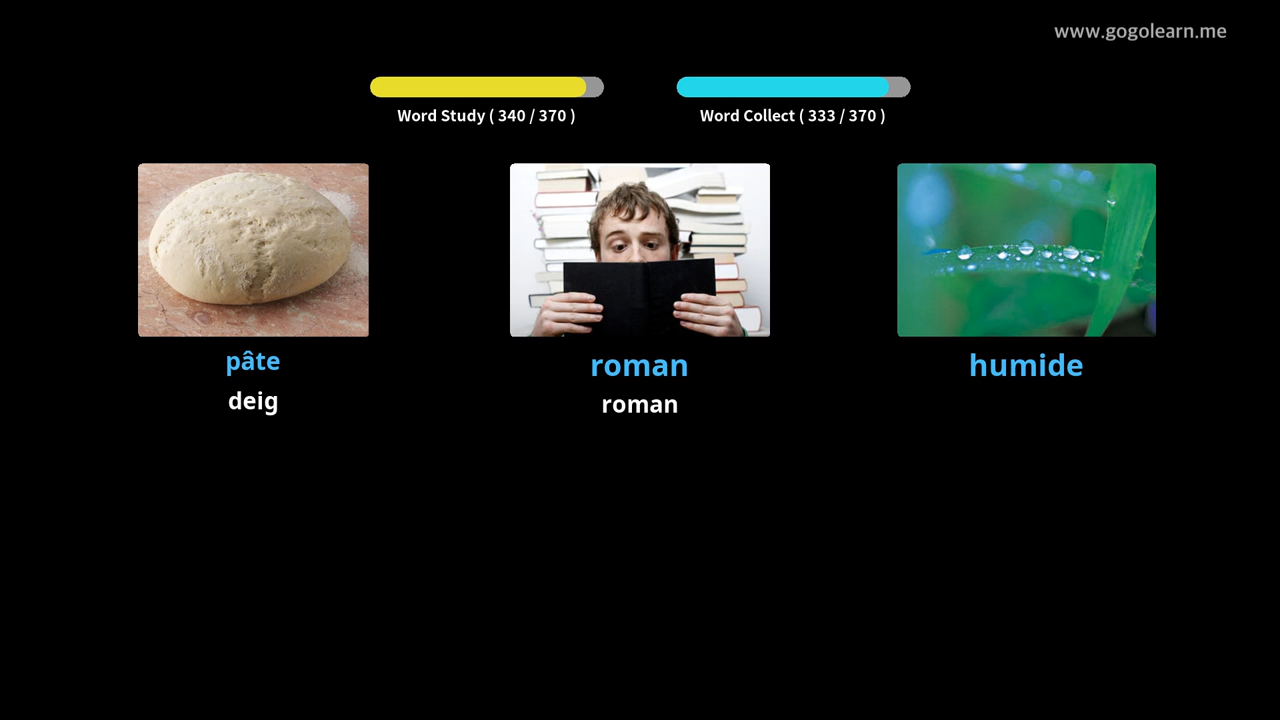 www.gogolearn.me
Word Study ( 340 / 370 )
Word Collect ( 333 / 370 )
pâte
deig
roman
roman
humide